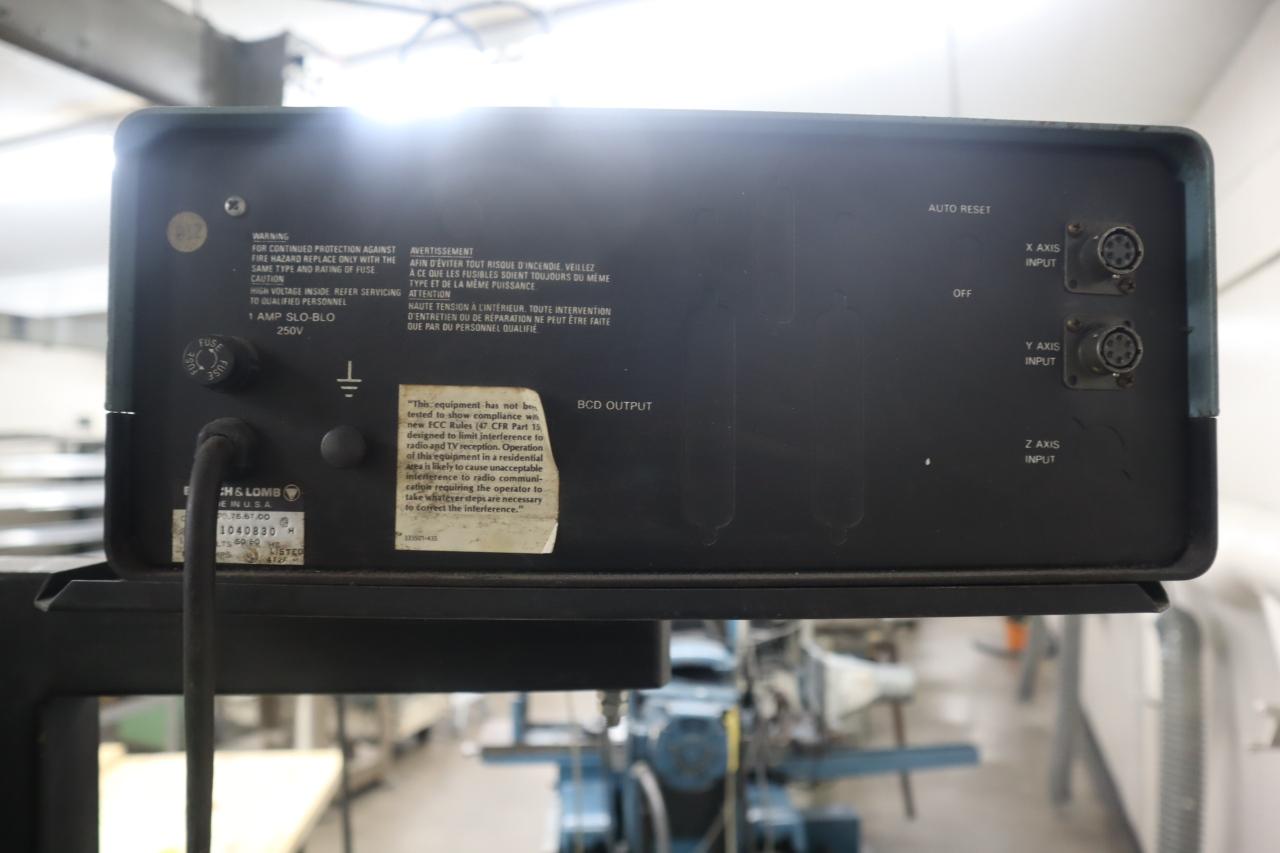 WARNING
FOR CONTINUED PROTECTION AGAINST
FIRE HAZARD REPLACE ONLY WITH THE
SAME TYPE AND RATING OF FUSE.
CAUTION
HIGH VOLTAGE INSIDE. REFER SERVICING
TO QUALIFIED PERSONNEL
1 AMP SLO-BLO
250V
AVERTISSEMENT
AFIN D'ÉVITER TOUT RISQUE D'INCENDIE, VEILLEZ
À CE QUE LES FUSIBLES SOIENT TOUJOURS DU MÊME
TYPE ET DE LA MÊME PUISSANCE.
ATTENTION
HAUTE TENSION À L'INTÉRIEUR. TOUTE INTERVENTION
D'ENTRETIEN OU DE RÉPARATION NE PEUT ÊTRE FAITE
QUE PAR DU PERSONNEL QUALIFIÉ.
FUSE
FUSE
FUSE
"This equipment has not
tested to show compliance
new FCC Rules (47 CFR Part 15
designed to limit interference to
radio and TV reception. Operation
of this equipment in a residential
area is likely to cause unacceptable
interference to radio communi-
cation requiring the operator to
take whatever steps are necessary
to correct the interference."
333501-435
BCD OUTPUT
AUTO RESET
OFF
X AXIS
INPUT
Y AXIS
INPUT
Z AXIS
INPUT
& LOMB
IN U.S.A.
1040830 H
LISTED